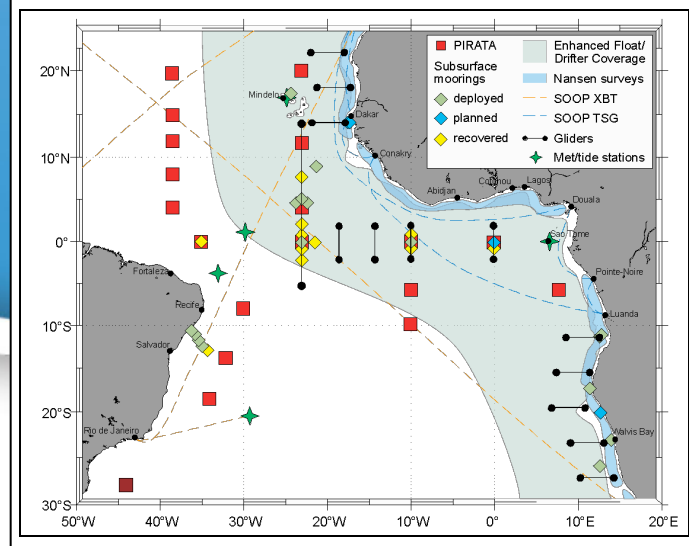 PIRATA
Subsurface
moorings
deployed
planned
recovered
Enhanced Float/
Drifter Coverage
Nansen surveys
SOOP XBT
SOOP TSG
Gliders
Met/tide stations
20°N
10°N
0°
10°S
20°S
30°S
50°W
40°W
30°W
20°W
10°W
0°
10°E
20°E
Mindelo
Dakar
Conakry
Abidjan
Cotonou
Lagos
Douala
Sao Tome
Pointe-Noire
Luanda
Walvis Bay
Fortaleza
Recife
Salvador
Rio de Janeiro